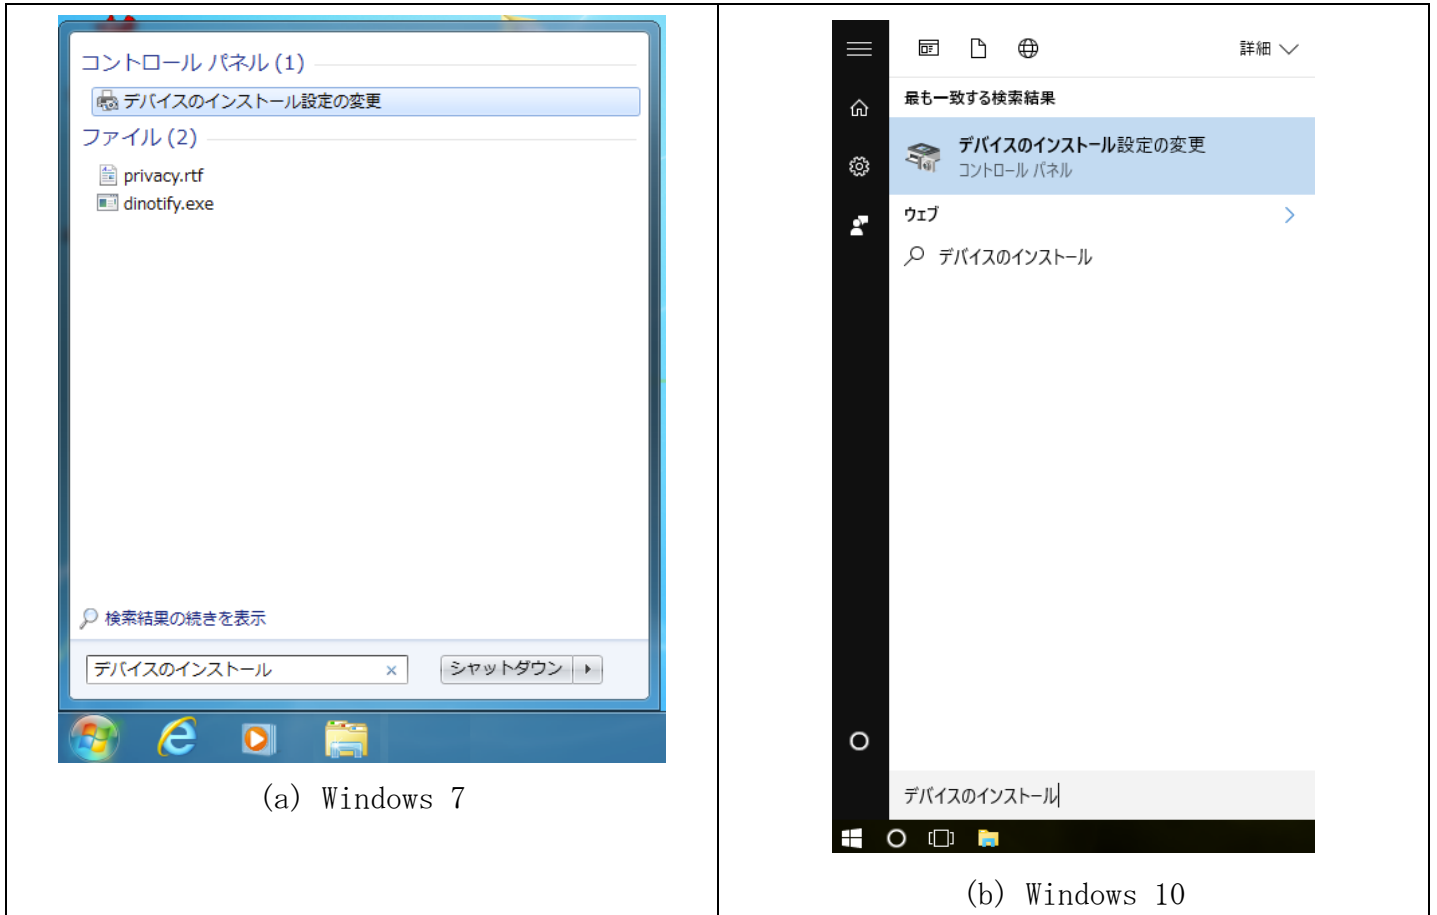 コントロール パネル (1)
デバイスのインストール設定の変更
ファイル (2)
privacy.rtf
dinotify.exe
検索結果の続きを表示
デバイスのインストール
シャットダウン
(a) Windows 7
詳細
最も一致する検索結果
デバイスのインストール設定の変更
コントロール パネル
ウェブ
デバイスのインストール
デバイスのインストール
(b) Windows 10